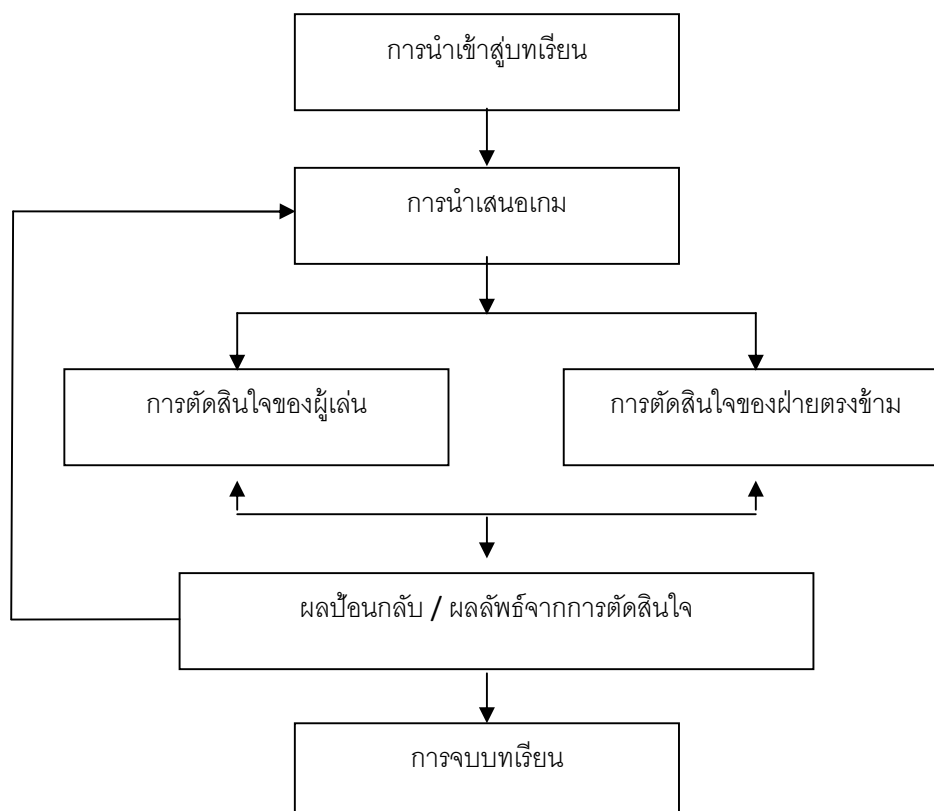 การนำเข้าสู่บทเรียน
การนำเสนอเกม
การตัดสินใจของผู้เล่น
การตัดสินใจของฝ่ายตรงข้าม
ผลป้อนกลับ / ผลลัพธ์จากการตัดสินใจ
การจบบทเรียน